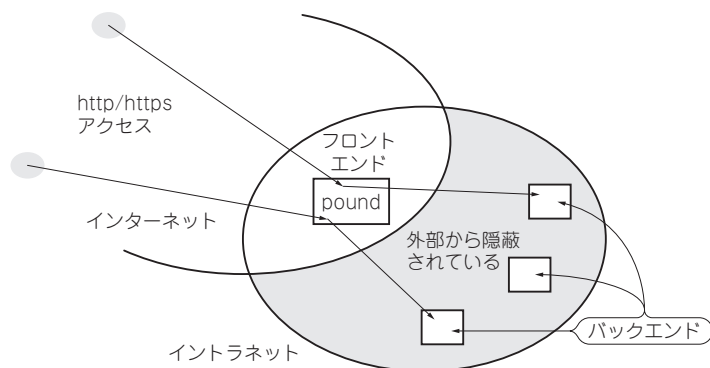 http/https
アクセス
フロント
エンド
pound
インターネット
外部から隠蔽
されている
バックエンド
イントラネット